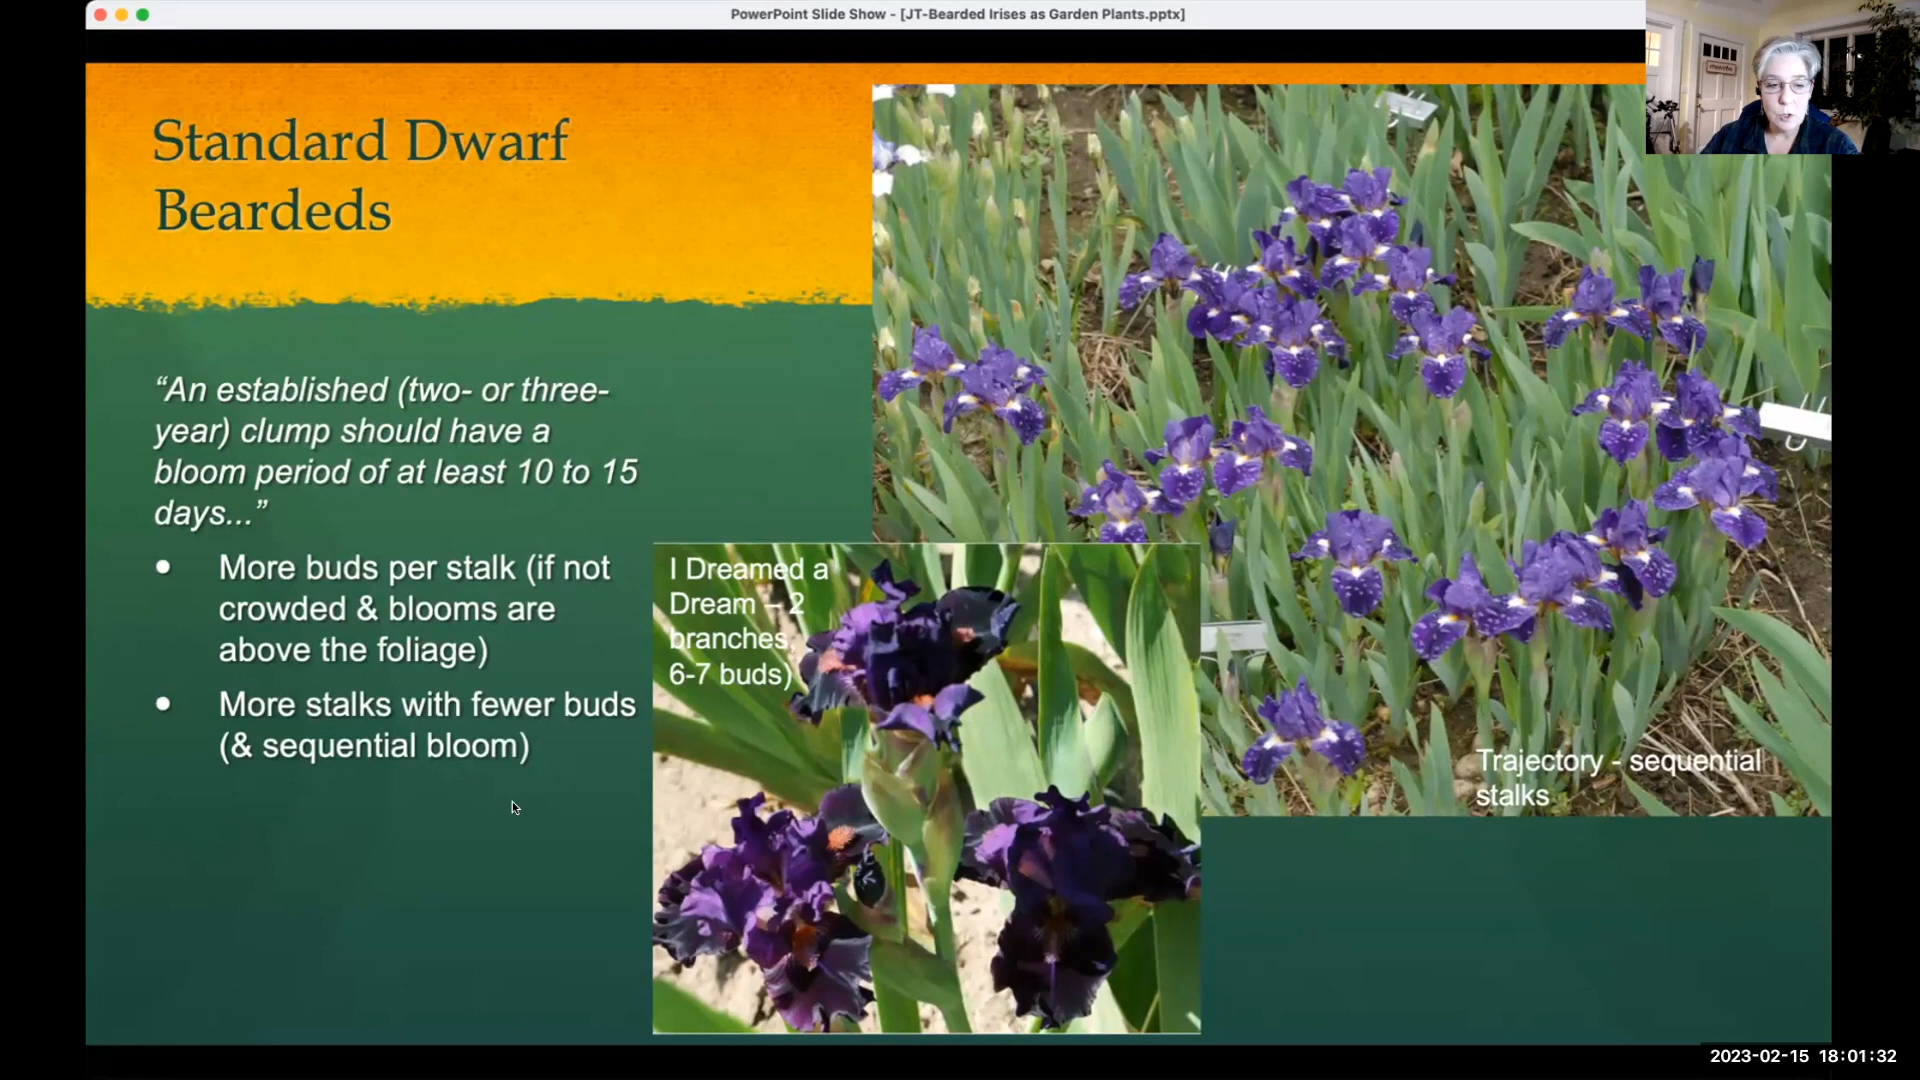 PowerPoint Slide Show - [JT-Bearded Irises as Garden Plants.pptx]
Standard Dwarf
Beardeds
“An established (two- or three-
year) clump should have a
bloom period of at least 10 to 15
days...”
• More buds per stalk (if not
crowded & blooms are
above the foliage)
• More stalks with fewer buds
(& sequential bloom)
I Dreamed a
Dream – 2
branches,
6-7 buds)
Trajectory - sequential
stalks
2023-02-15 18:01:32